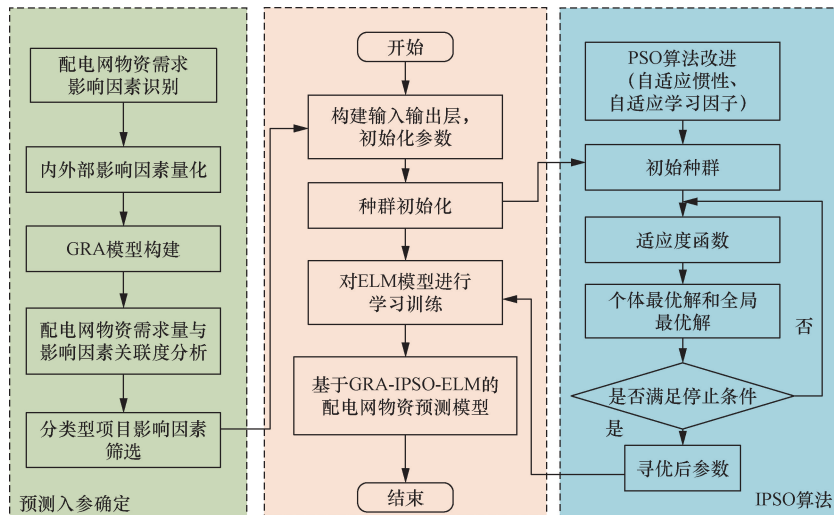 配电网物资需求
影响因素识别
内外部影响因素量化
GRA模型构建
配电网物资需求量与
影响因素关联度分析
分类型项目影响因素
筛选
预测入参确定
开始
构建输入输出层，
初始化参数
种群初始化
对ELM模型进行
学习训练
基于GRA-IPSO-ELM的
配电网物资预测模型
结束
PSO算法改进
（自适应惯性、
自适应学习因子）
初始种群
适应度函数
个体最优解和全局
最优解
否
是否满足停止条件
是
寻优后参数
IPSO算法